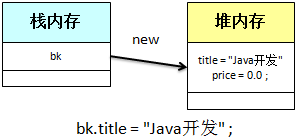 栈内存
bk
new
堆内存
title = "Java开发"
price = 0.0 ;
bk.title = "Java开发" ;